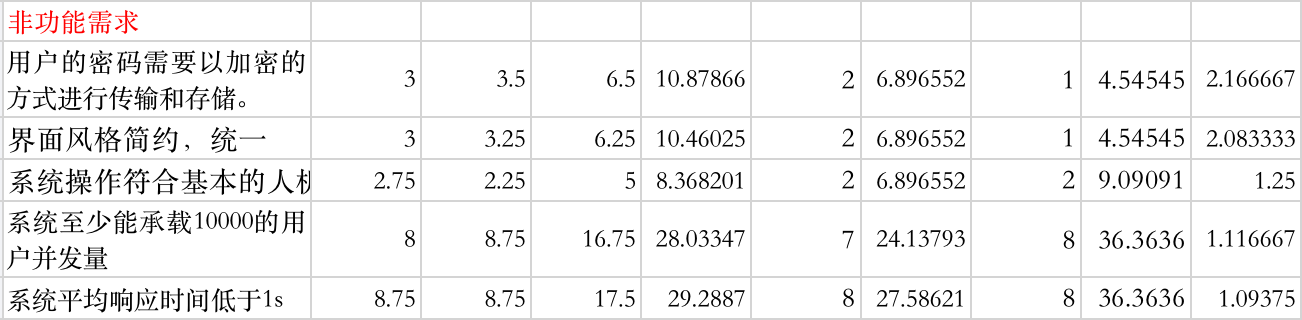 非功能需求
用户的密码需要以加密的
方式进行传输和存储。
3 3.5 6.5 10.87866 2 6.896552 1 4.54545 2.166667
界面风格简约，统一 3 3.25 6.25 10.46025 2 6.896552 1 4.54545 2.083333
系统操作符合基本的人 2.75 2.25 5 8.368201 2 6.896552 2 9.09091 1.25
系统至少能承载10000的用
户并发量
8 8.75 16.75 28.03347 7 24.13793 8 36.3636 1.116667
系统平均响应时间低于1s 8.75 8.75 17.5 29.2887 8 27.58621 8 36.3636 1.09375